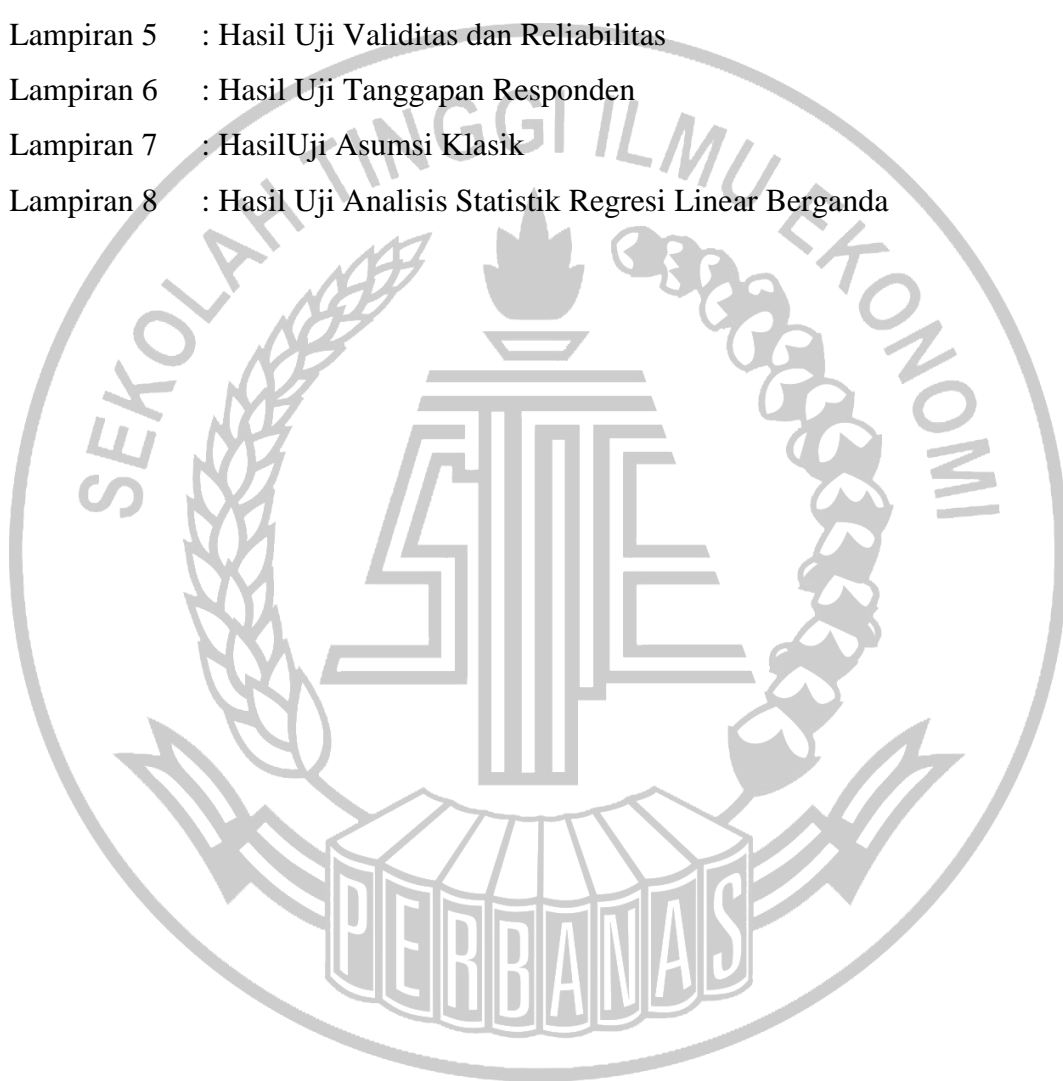 Lampiran 5 : Hasil Uji Validitas dan Reliabilitas
Lampiran 6 : Hasil Uji Tanggapan Responden
Lampiran 7 : HasilUji Asumsi Klasik
Lampiran 8 : Hasil Uji Analisis Statistik Regresi Linear Berganda
SEKOLAH TINGGI ILMU EKONOMI
STIE
PERBANAS